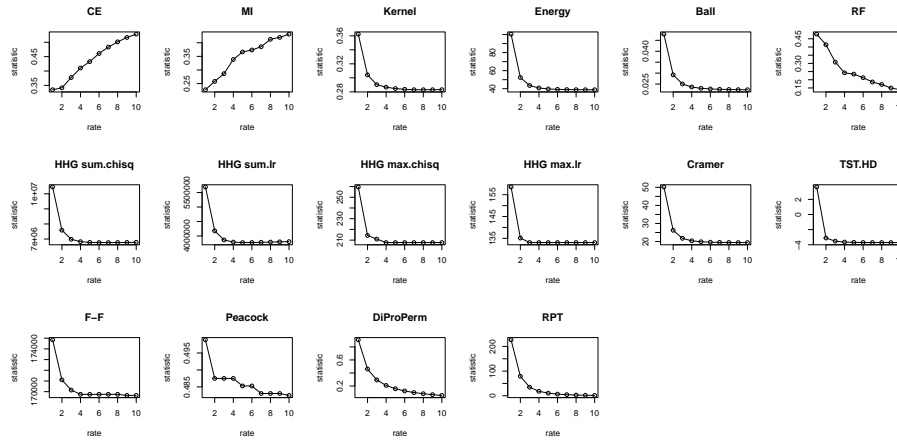 CE MI Kernel Energy Ball RF
statistic 0.35 0.45 statistic 0.25 0.35 statistic 0.28 0.32 0.36 statistic 40 60 80 statistic 0.025 0.040 statistic 0.15 0.25 0.35 0.45
2 4 6 8 10 2 4 6 8 10 2 4 6 8 10 2 4 6 8 10 2 4 6 8 10 2 4 6 8 10
rate rate rate rate rate rate
HHG sum.chisq HHG sum.lr HHG max.chisq HHG max.lr Cramer TST.HD
statistic 7e+06 1e+07 statistic 4000000 5500000 statistic 210 230 250 260 statistic 135 145 155 statistic 20 30 40 50 statistic −4 0 2
2 4 6 8 10 2 4 6 8 10 2 4 6 8 10 2 4 6 8 10 2 4 6 8 10 2 4 6 8 10
rate rate rate rate rate rate
F−F Peacock DiProPerm RPT
statistic 170000 174000 statistic 0.485 0.495 statistic 0.2 0.6 statistic 0 50 100 200
2 4 6 8 10 2 4 6 8 10 2 4 6 8 10 2 4 6 8 10
rate rate rate rate